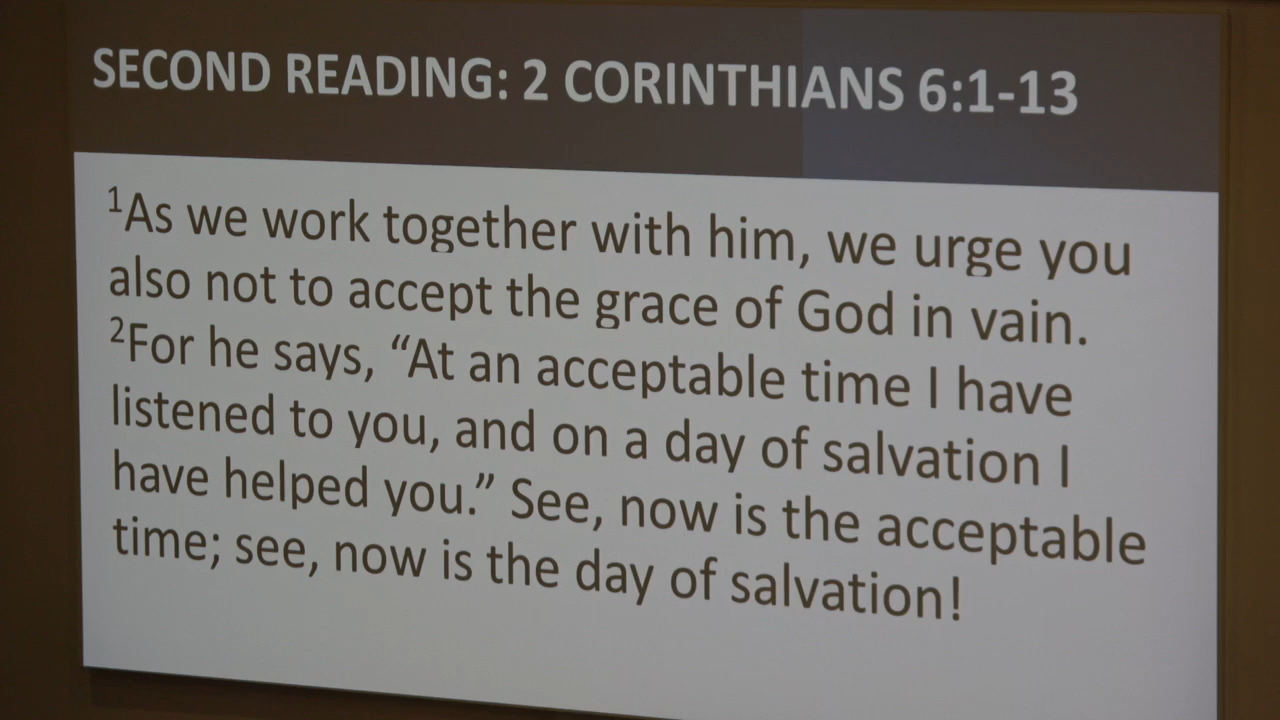 SECOND READING: 2 CORINTHIANS 6:1-13
¹As we work together with him, we urge you
also not to accept the grace of God in vain.
²For he says, “At an acceptable time I have
listened to you, and on a day of salvation I
have helped you.” See, now is the acceptable
time; see, now is the day of salvation!